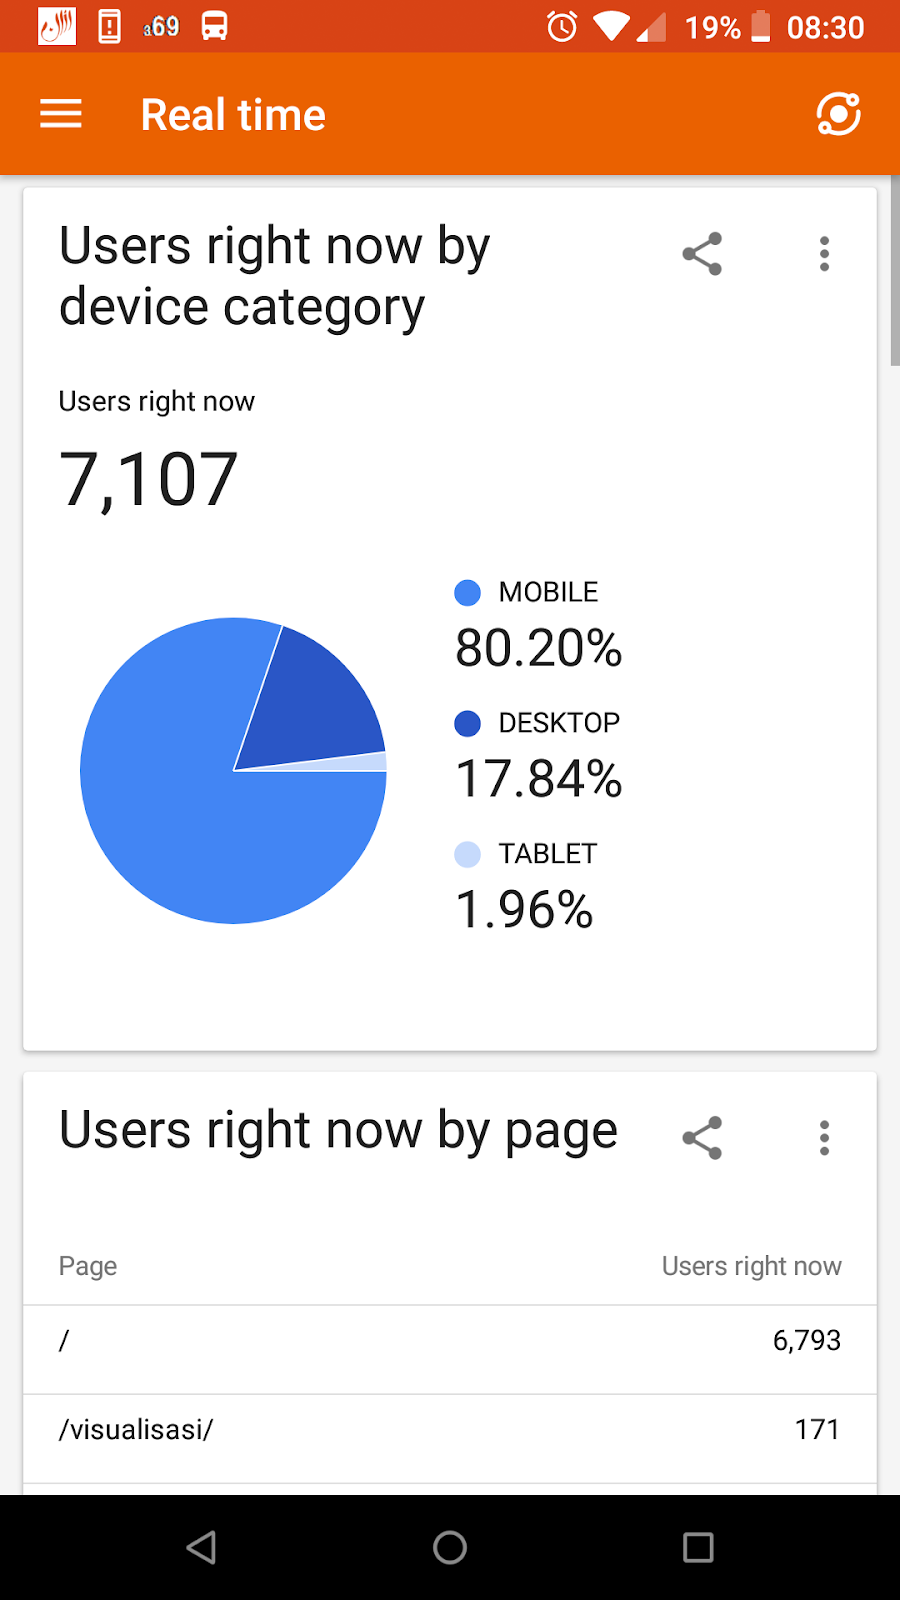 a69
19%
08:30
Real time
Users right now by
device category
Users right now
7,107
MOBILE
80.20%
DESKTOP
17.84%
TABLET
1.96%
Users right now by page
Page Users right now
/ 6,793
/visualisasi/ 171